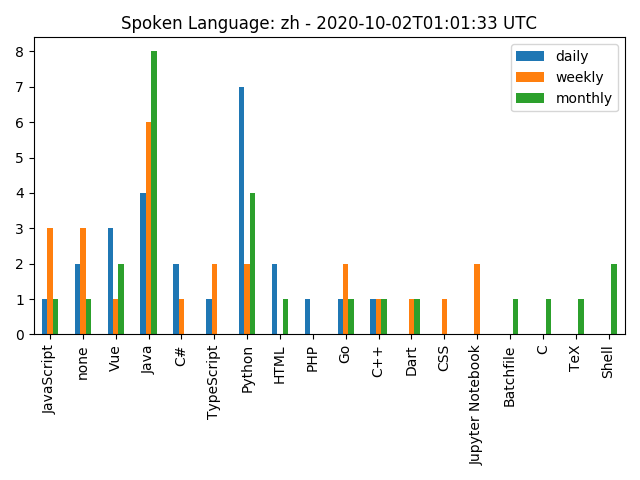 Spoken Language: zh - 2020-10-02T01:01:33 UTC
daily
weekly
monthly
8
7
6
5
4
3
2
1
0
JavaScript
none
Vue
Java
C#
TypeScript
Python
HTML
PHP
Go
C++
Dart
CSS
Jupyter Notebook
Batchfile
C
TeX
Shell